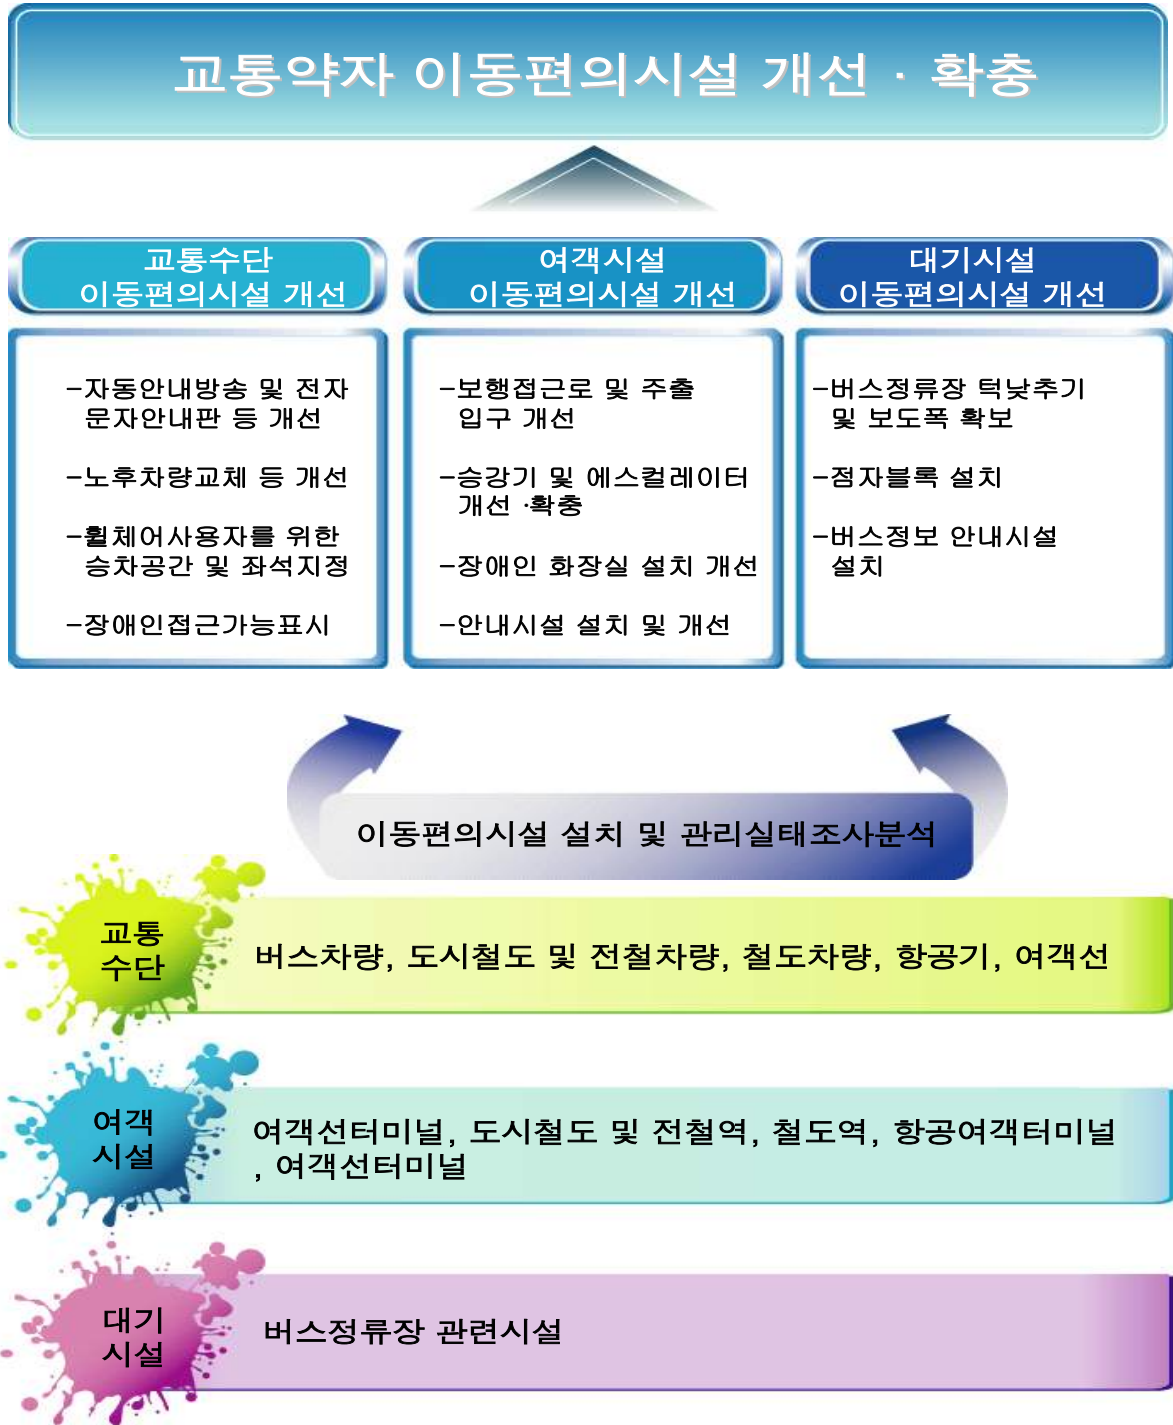 교통약자 이동편의시설 개선 · 확충
교통수단
이동편의시설 개선
-자동안내방송 및 전자
문자안내판 등 개선
-노후차량교체 등 개선
-휠체어사용자를 위한
승차공간 및 좌석지정
-장애인접근가능표시
여객시설
이동편의시설 개선
-보행접근로 및 주출
입구 개선
-승강기 및 에스컬레이터
개선 ·확충
-장애인 화장실 설치 개선
-안내시설 설치 및 개선
대기시설
이동편의시설 개선
-버스정류장 턱낮추기
및 보도폭 확보
-점자블록 설치
-버스정보 안내시설
설치
이동편의시설 설치 및 관리실태조사분석
교통
수단
버스차량, 도시철도 및 전철차량, 철도차량, 항공기, 여객선
여객
시설
여객선터미널, 도시철도 및 전철역, 철도역, 항공여객터미널
, 여객선터미널
대기
시설
버스정류장 관련시설